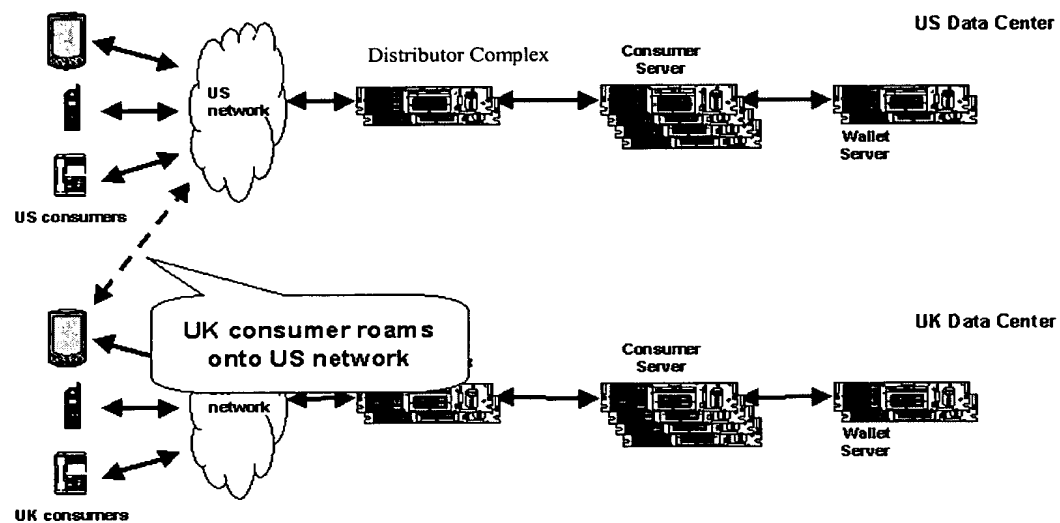 US Data Center
Consumer
Server
Distributor Complex
US
network
Wallet
Server
US consumers
UK consumer roams
onto US network
UK Data Center
Consumer
Server
network
Wallet
Server
UK consumers